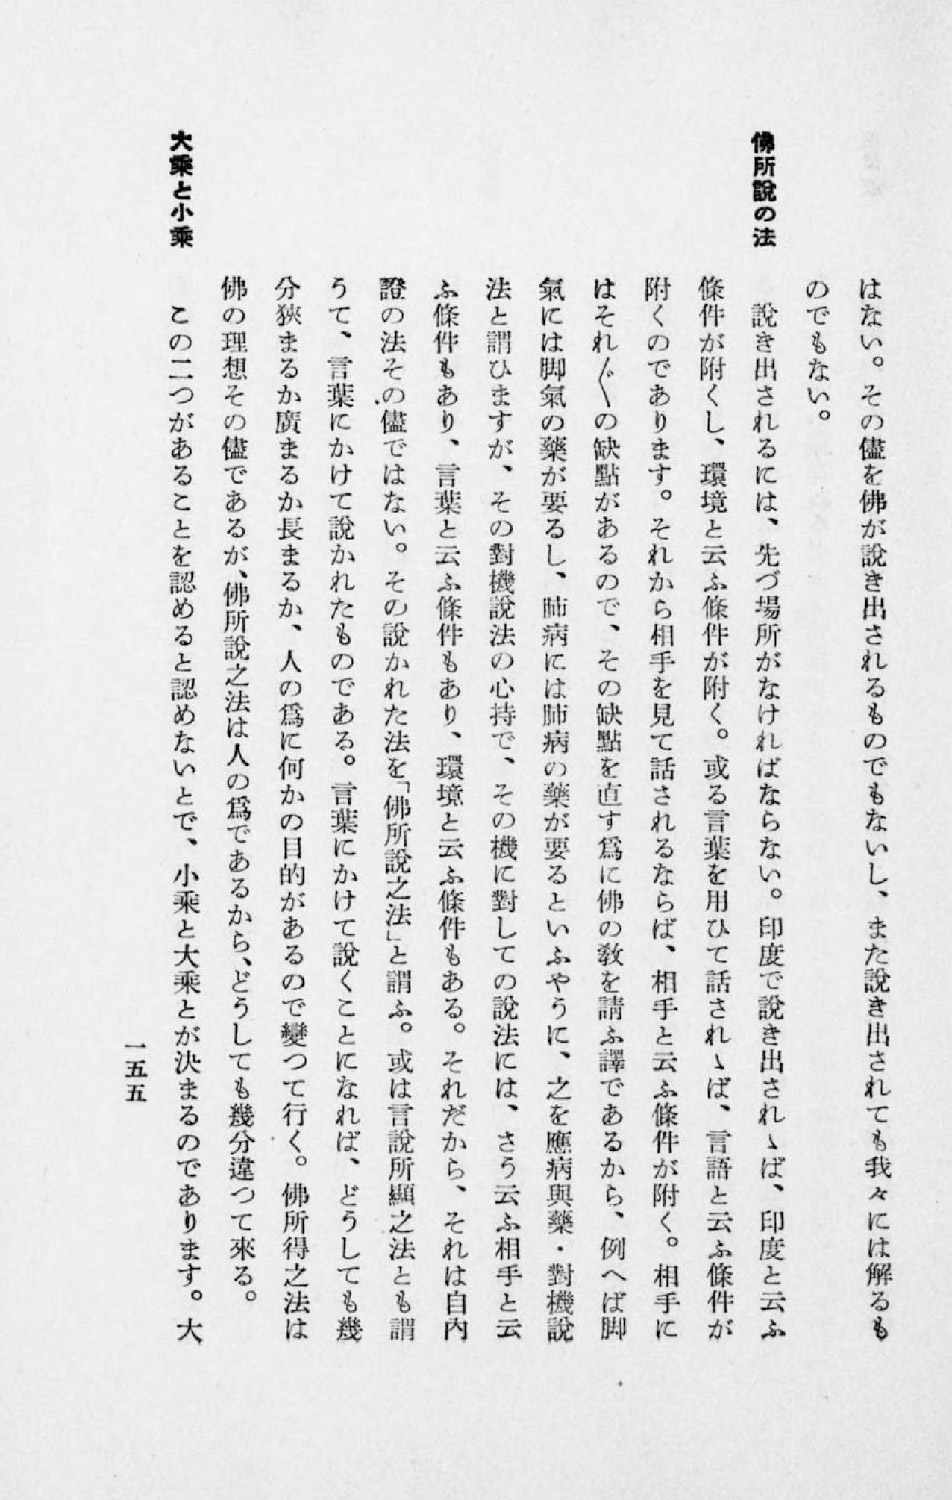 はない。その儘を佛が說き出されるものでもないし、また說き出されても我々には解るも
のでもない。
佛所說の法
說き出されるには、先づ場所がなければならない。印度で說き出されゝば、印度と云ふ
條件が附くし、環境と云ふ條件が附く。或る言葉を用ひて話されゝば、言語と云ふ條件が
附くのであります。それから相手を見て話されるならば、相手と云ふ條件が附く。相手に
はそれ〳〵の缺點があるので、その缺點を直す爲に佛の敎を請ふ譯であるから、例へば脚
氣には脚氣の藥が要るし、肺病には肺病の藥が要るといふやうに、之を應病與藥・對機說
法と謂ひますが、その對機說法の心持で、その機に對しての說法には、さう云ふ相手と云
ふ條件もあり、言葉と云ふ條件もあり、環境と云ふ條件もある。それだから、それは自內
證の法その儘ではない。その說かれた法を「佛所說之法」と謂ふ。或は言說所顯之法とも謂
うて、言葉にかけて說かれたものである。言葉にかけて說くことになれば、どうしても幾
分狹まるか廣まるか長まるか、人の爲に何かの目的があるので變つて行く。佛所得之法は
佛の理想その儘であるが、佛所說之法は人の爲であるから、どうしても幾分違つて來る。
大乘と小乘
この二つがあることを認めると認めないとで、小乘と大乘とが決まるのであります。大
一五五